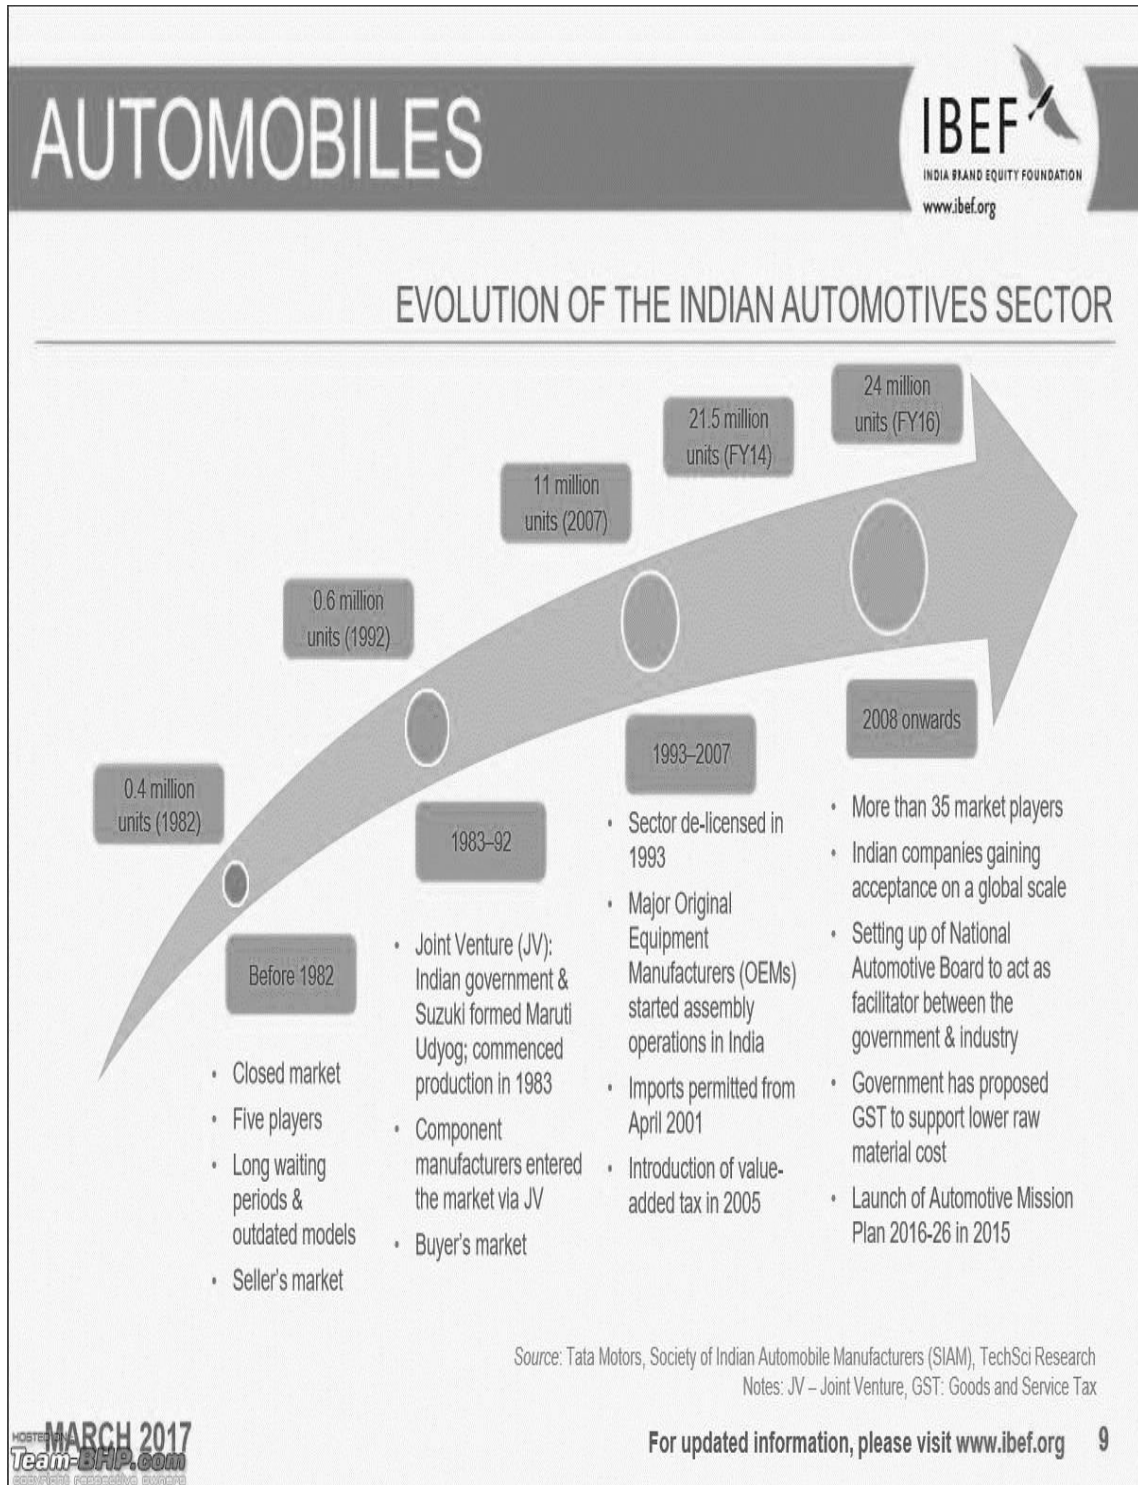 AUTOMOBILES
IBEF
INDIA BRAND EQUITY FOUNDATION
www.ibef.org
EVOLUTION OF THE INDIAN AUTOMOTIVES SECTOR
24 million
units (FY16)
21.5 million
units (FY14)
11 million
units (2007)
0.6 million
units (1992)
0.4 million
units (1982)
Before 1982
• Closed market
• Five players
• Long waiting
periods &
outdated models
• Seller's market
1983–92
• Joint Venture (JV):
Indian government &
Suzuki formed Maruti
Udyog; commenced
production in 1983
• Component
manufacturers entered
the market via JV
• Buyer's market
1993–2007
• Sector de-licensed in
1993
• Major Original
Equipment
Manufacturers (OEMs)
started assembly
operations in India
• Imports permitted from
April 2001
• Introduction of value-
added tax in 2005
2008 onwards
• More than 35 market players
• Indian companies gaining
acceptance on a global scale
• Setting up of National
Automotive Board to act as
facilitator between the
government & industry
• Government has proposed
GST to support lower raw
material cost
• Launch of Automotive Mission
Plan 2016-26 in 2015
Source: Tata Motors, Society of Indian Automobile Manufacturers (SIAM), TechSci Research
Notes: JV – Joint Venture, GST: Goods and Service Tax
MARCH 2017
HOSTED ON
Team-BHP.com
copyright respective owners
For updated information, please visit www.ibef.org 9